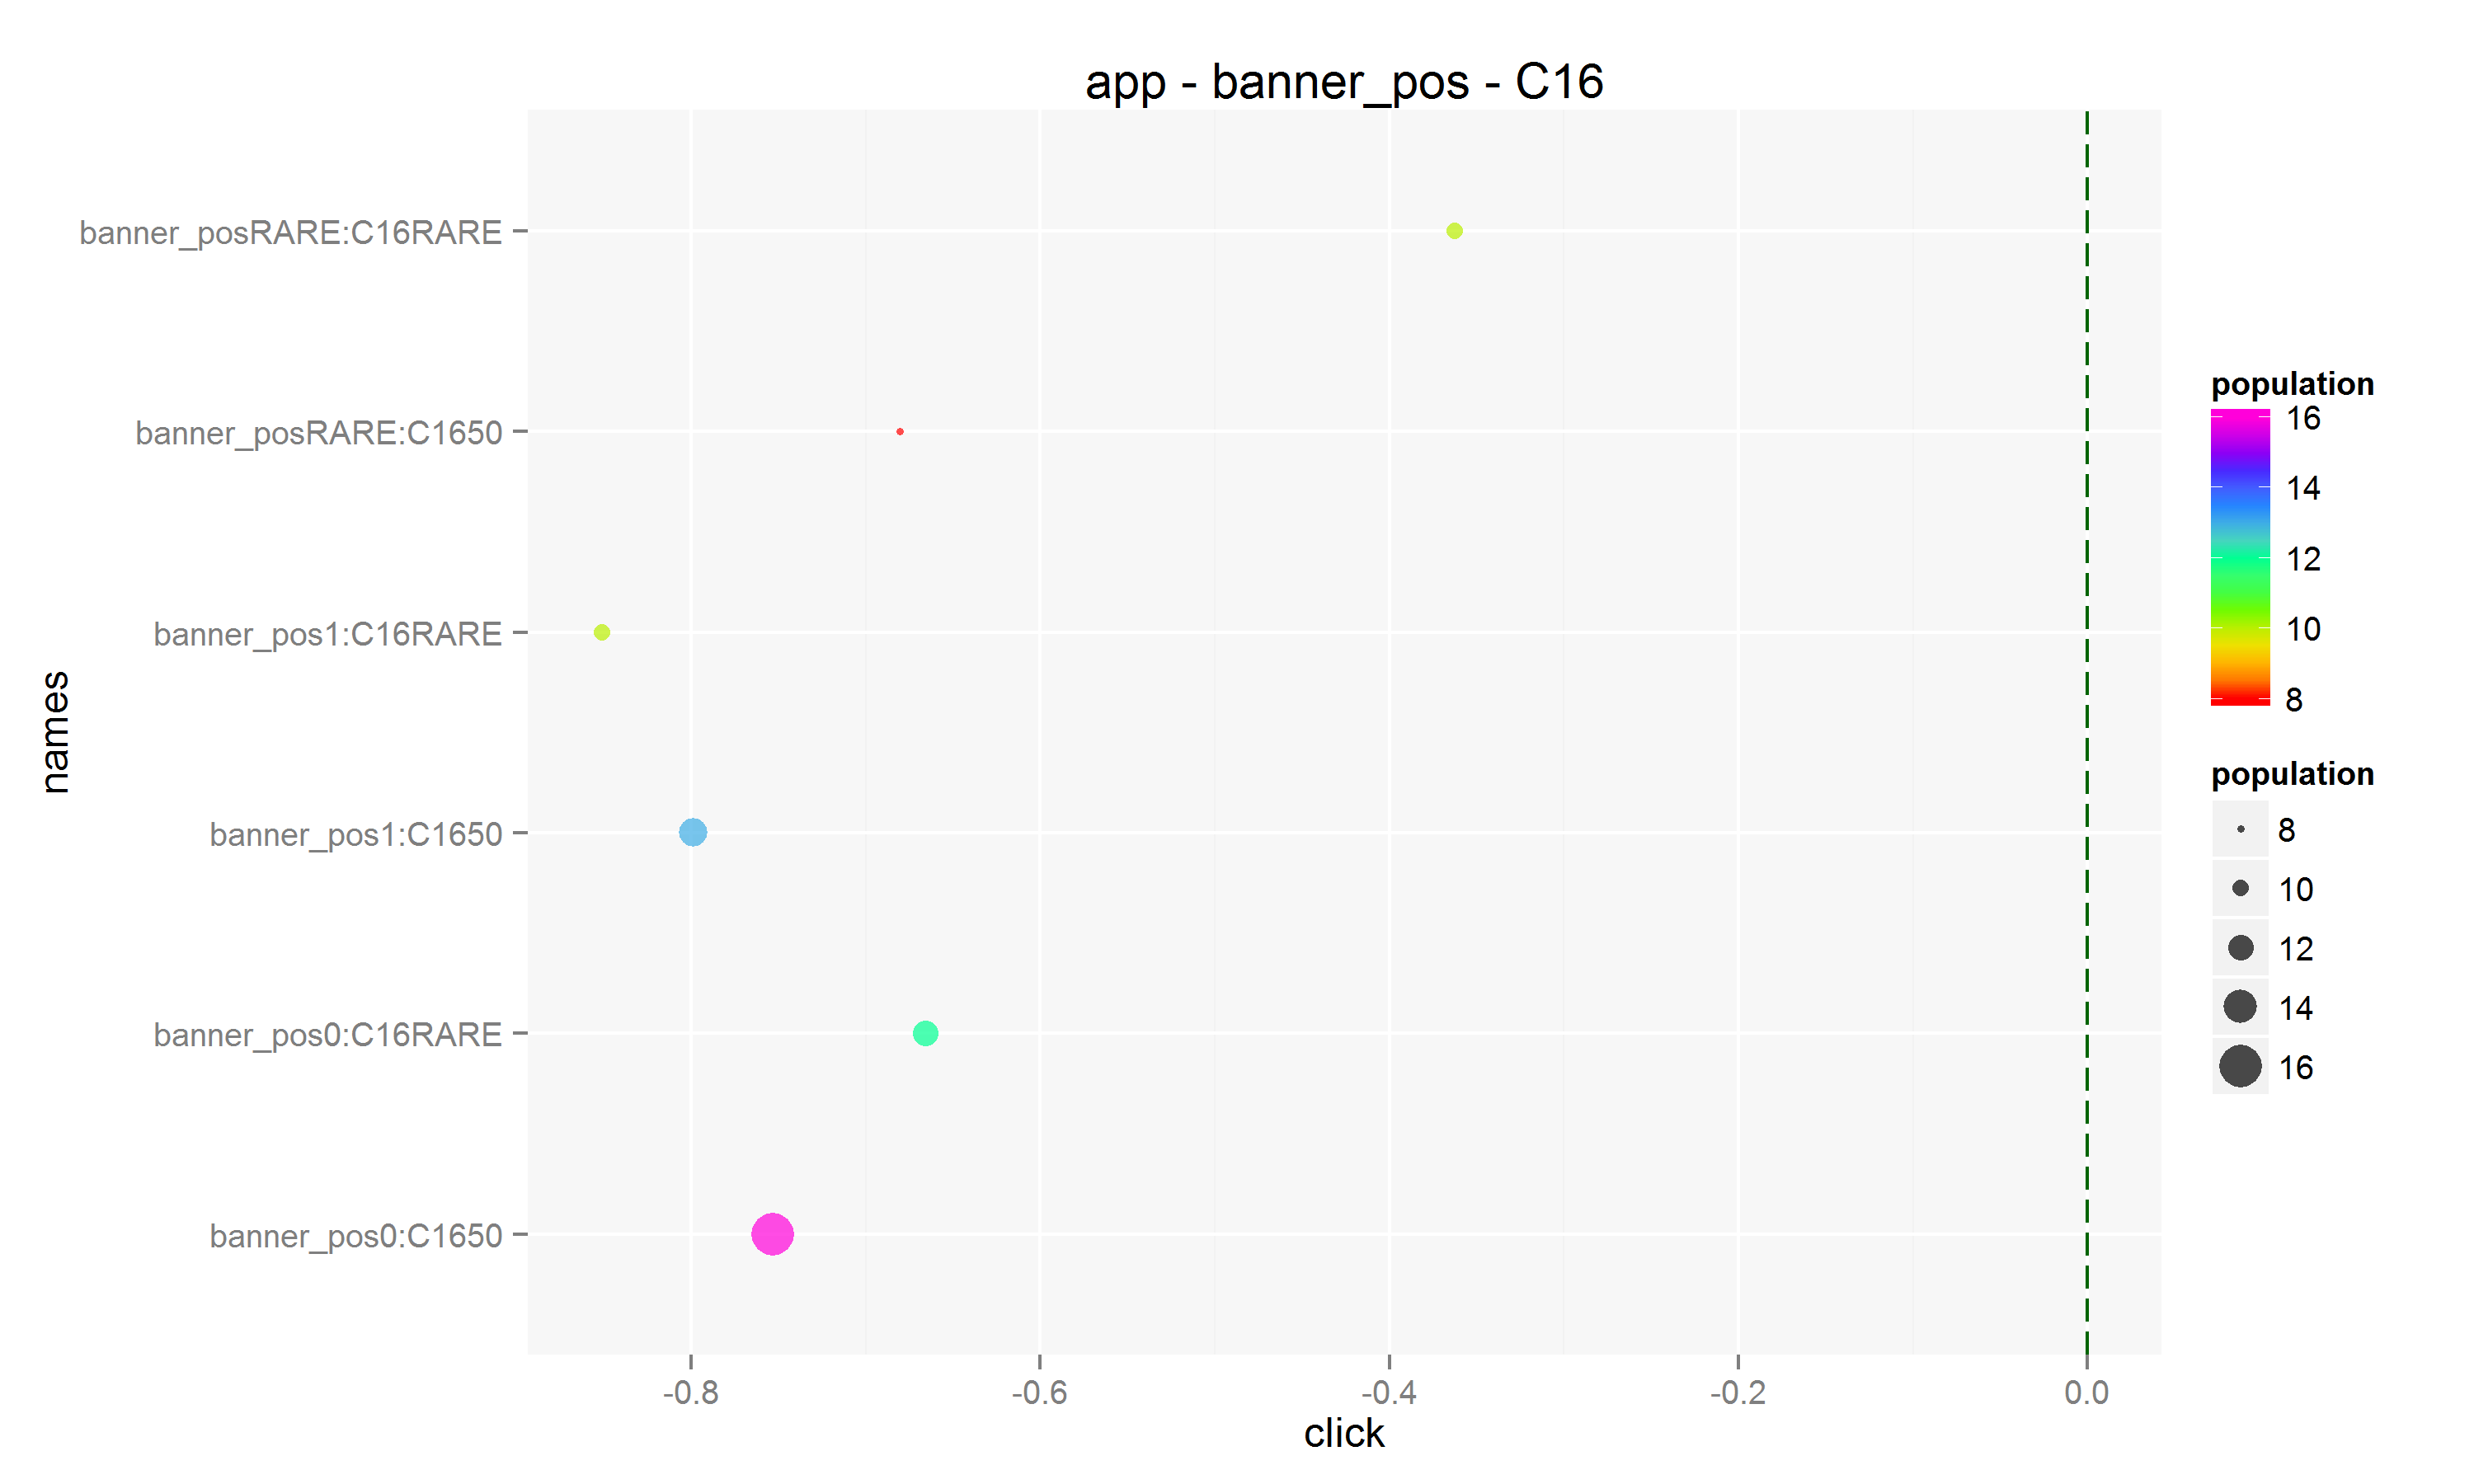 app - banner_pos - C16
names
banner_posRARE:C16RARE
banner_posRARE:C1650
banner_pos1:C16RARE
banner_pos1:C1650
banner_pos0:C16RARE
banner_pos0:C1650
-0.8 -0.6 -0.4 -0.2 0.0
click
population
16
14
12
10
8
population
8
10
12
14
16